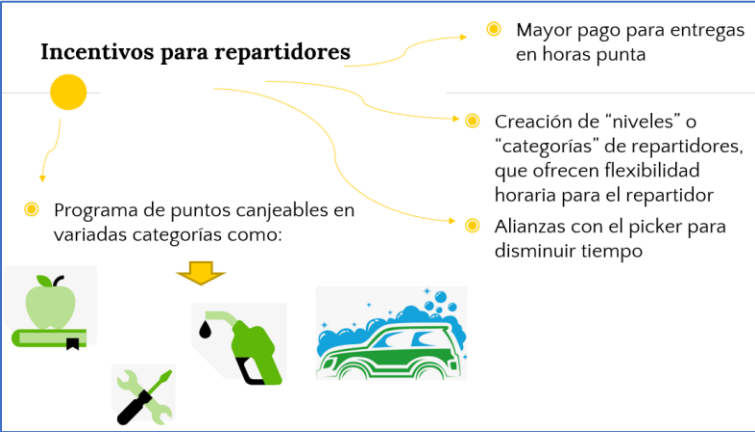 Incentivos para repartidores
Mayor pago para entregas
en horas punta
Creación de “niveles” o
“categorías” de repartidores,
que ofrecen flexibilidad
horaria para el repartidor
Alianzas con el picker para
disminuir tiempo
Programa de puntos canjeables en
variadas categorías como: